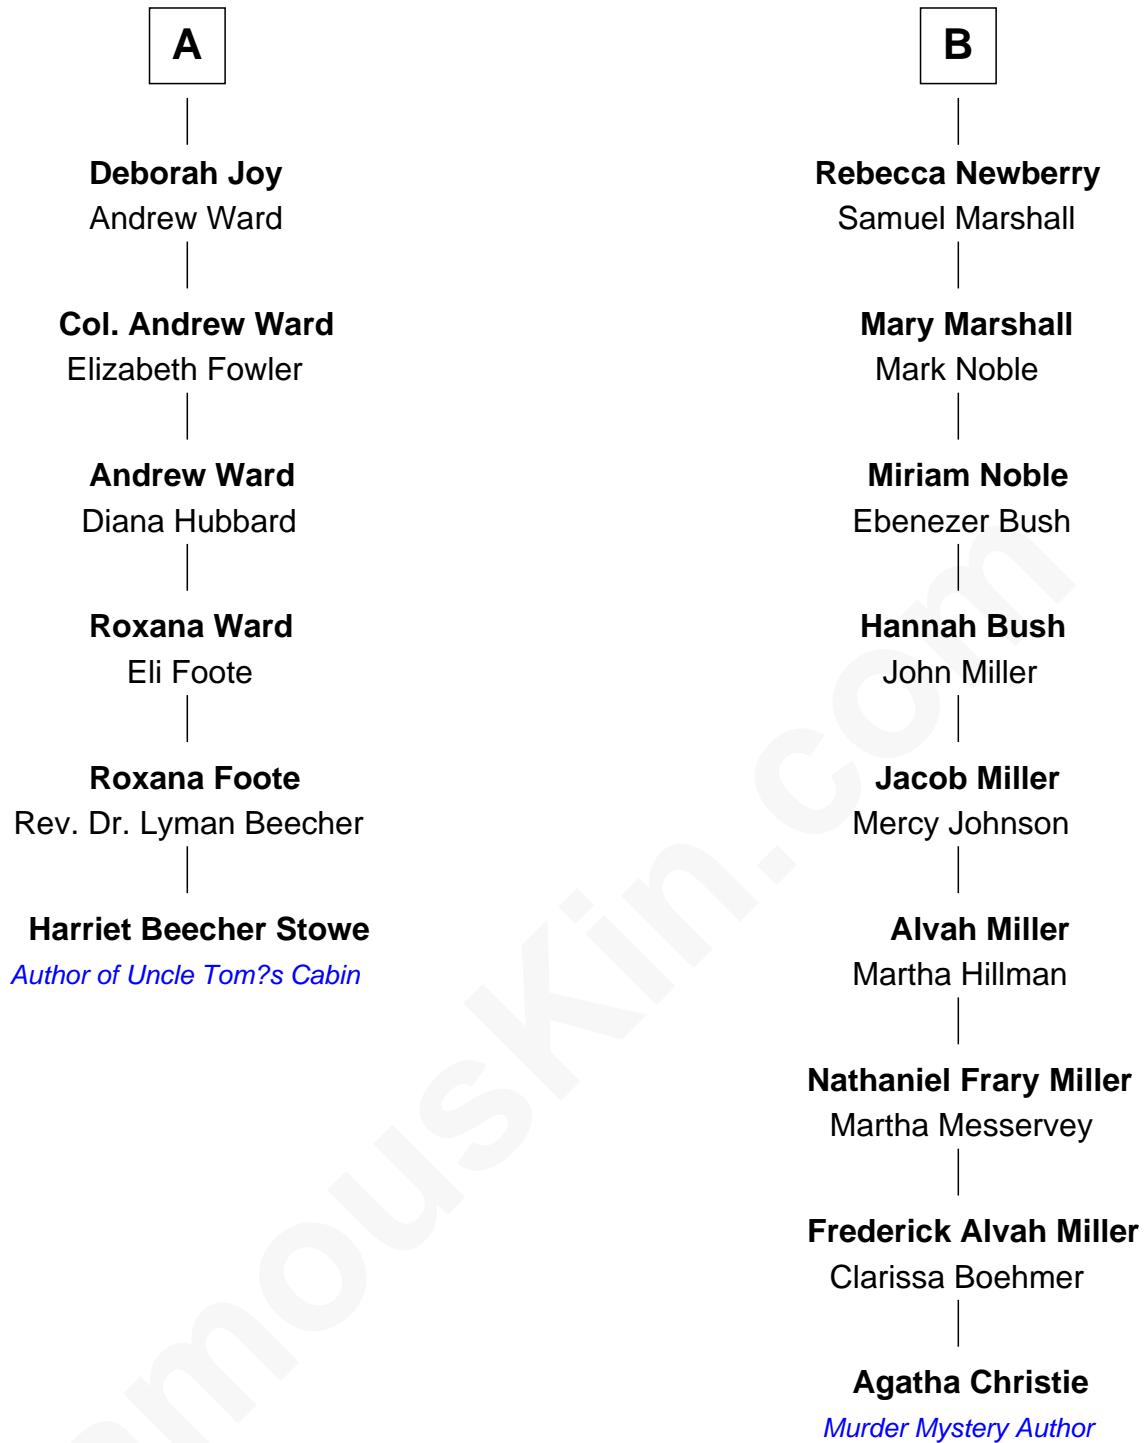 A
Deborah Joy
Andrew Ward
Col. Andrew Ward
Elizabeth Fowler
Andrew Ward
Diana Hubbard
Roxana Ward
Eli Foote
Roxana Foote
Rev. Dr. Lyman Beecher
Harriet Beecher Stowe
Author of Uncle Tom?s Cabin
B
Rebecca Newberry
Samuel Marshall
Mary Marshall
Mark Noble
Miriam Noble
Ebenezer Bush
Hannah Bush
John Miller
Jacob Miller
Mercy Johnson
Alvah Miller
Martha Hillman
Nathaniel Frary Miller
Martha Messervey
Frederick Alvah Miller
Clarissa Boehmer
Agatha Christie
Murder Mystery Author
amouskin.com